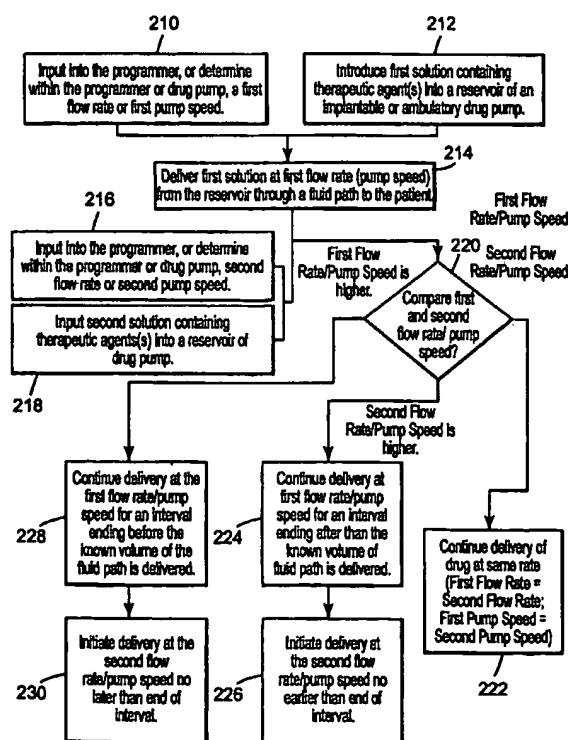 210
212
Input into the programmer, or determine
within the programmer or drug pump, a first
flow rate or first pump speed.
Introduce first solution containing
therapeutic agent(s) into a reservoir of an
implantable or ambulatory drug pump.
214
Deliver first solution at first flow rate (pump speed)
from the reservoir through a fluid path to the patient.
216
First Flow
Rate/Pump Speed
Input into the programmer, or determine
within the programmer or drug pump, second
flow rate or second pump speed.
First Flow
Rate/Pump Speed is
higher.
220
Second Flow
Rate/Pump Speed
Compare first
and second
flow rate/ pump
speed?
Input second solution containing
therapeutic agents(s) into a reservoir of
drug pump.
218
Second Flow
Rate/Pump Speed is
higher.
228
Continue delivery at the
first flow rate/pump
speed for an interval
ending before the
known volume of the
fluid path is delivered.
224
Continue delivery at
first flow rate/pump
speed for an interval
ending after than the
known volume of
fluid path is delivered.
Continue delivery of
drug at same rate
(First Flow Rate =
Second Flow Rate;
First Pump Speed =
Second Pump Speed)
222
230
Initiate delivery at the
second flow
rate/pump speed no
later than end of
interval.
226
Initiate delivery at
the second flow
rate/pump speed no
earlier than end of
interval.